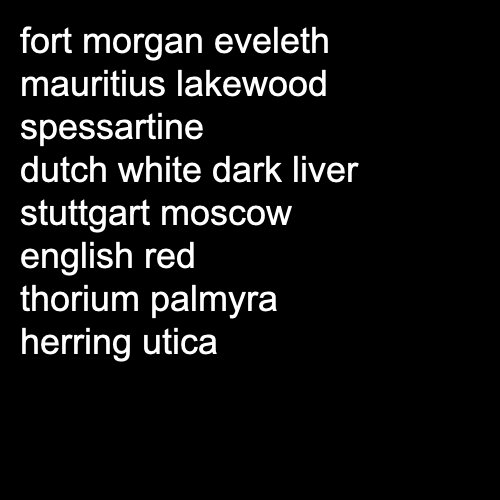 fort morgan eveleth
mauritius lakewood
spessartine
dutch white dark liver
stuttgart moscow
english red
thorium palmyra
herring utica